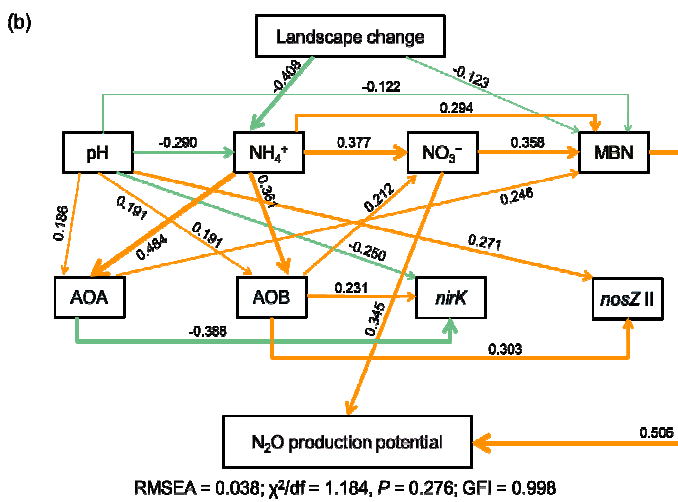 (b)
Landscape change
-0.408
-0.123
-0.122
0.294
pH
-0.290
NH₄⁺
0.377
NO₃⁻
0.358
MBN
0.186
0.191
0.191
0.484
0.361
0.212
0.246
-0.250
0.271
AOA
AOB
0.231
nirK
nosZ II
-0.388
0.345
0.303
N₂O production potential
0.506
RMSEA = 0.038; χ²/df = 1.184, P = 0.276; GFI = 0.998